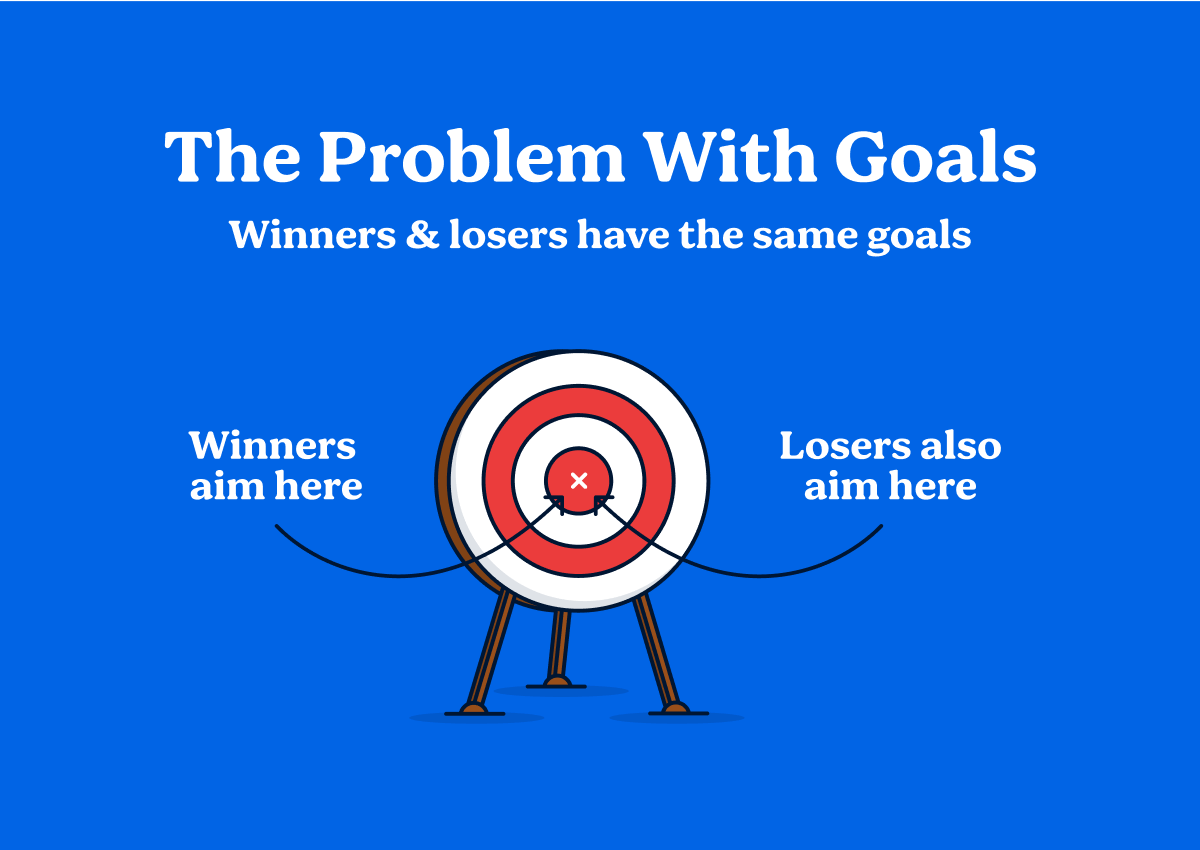 The Problem With Goals
Winners & losers have the same goals
Winners
aim here
Losers also
aim here